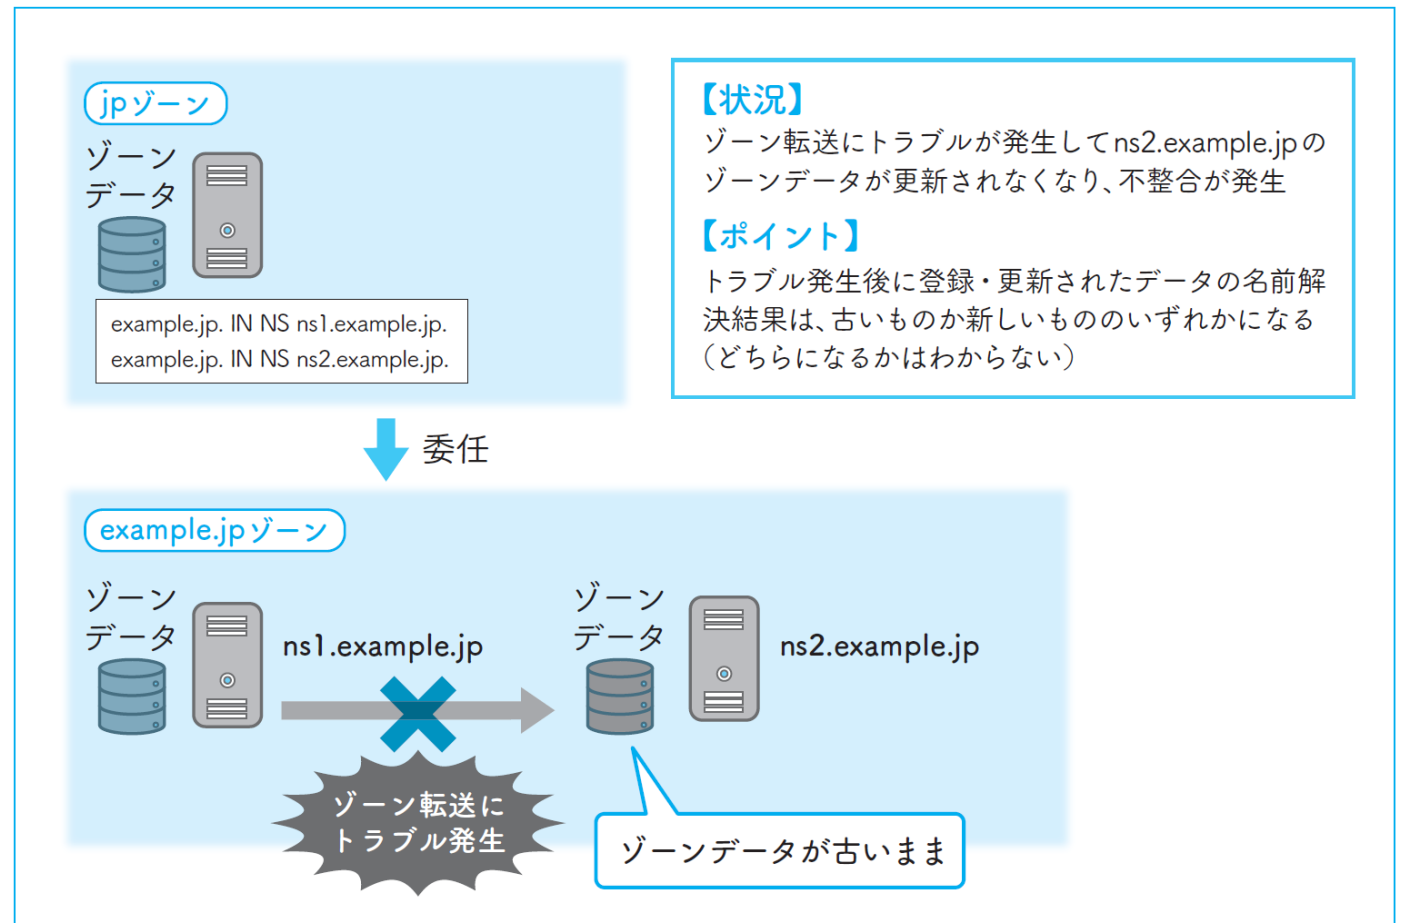 jpゾーン
ゾーン
データ
example.jp. IN NS ns1.example.jp.
example.jp. IN NS ns2.example.jp.
【状況】
ゾーン転送にトラブルが発生してns2.example.jpの
ゾーンデータが更新されなくなり、不整合が発生
【ポイント】
トラブル発生後に登録・更新されたデータの名前解
決結果は、古いものか新しいもののいずれかになる
（どちらになるかはわからない）
委任
example.jpゾーン
ゾーン
データ
ns1.example.jp
ゾーン
データ
ns2.example.jp
ゾーン転送に
トラブル発生
ゾーンデータが古いまま